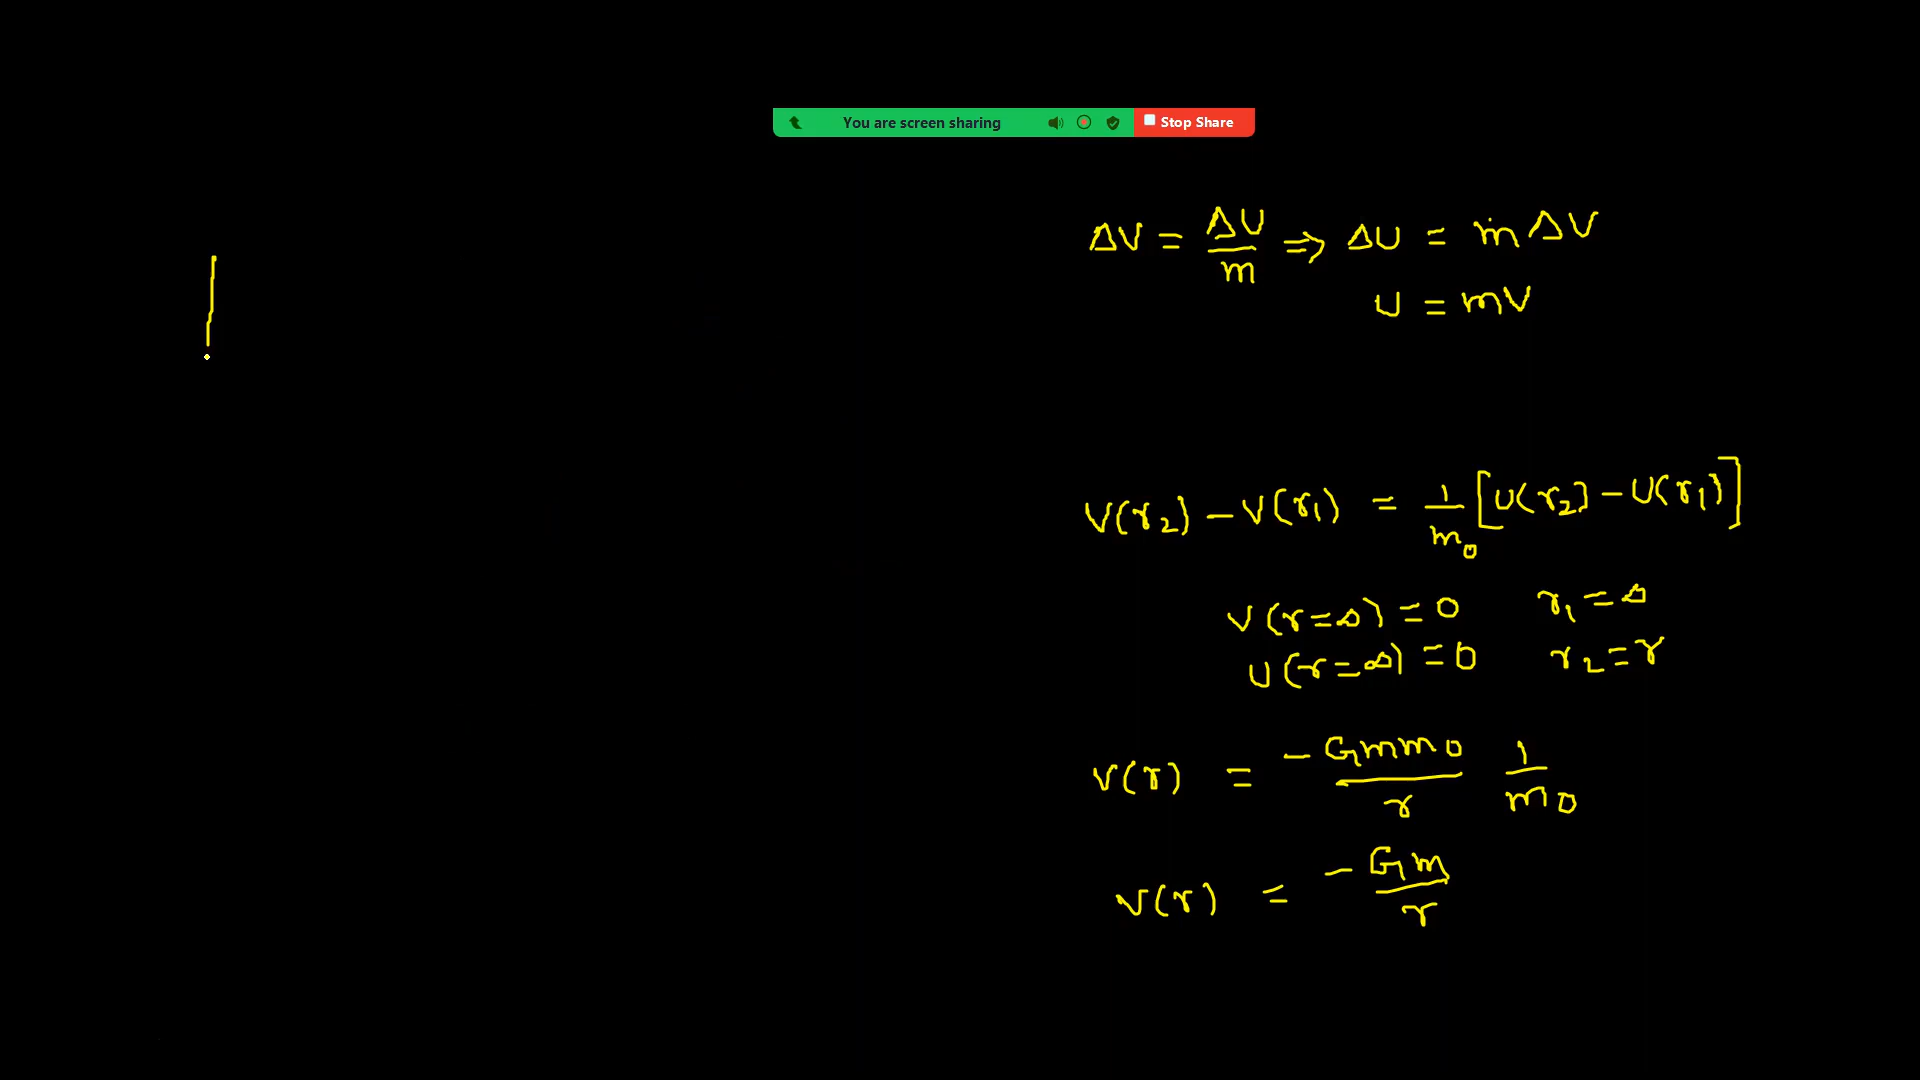 You are screen sharing Stop Share
ΔV = ΔU/m ⇒ ΔU = mΔV
U = mV
V(r2) – V(r1) = 1/m0 [U(r2) – U(r1)]
V(r=∞) = 0 r1 = ∞
U(r=∞) = 0 r2 = r
V(r) = –Gmm0/r 1/m0
V(r) = –Gm/r